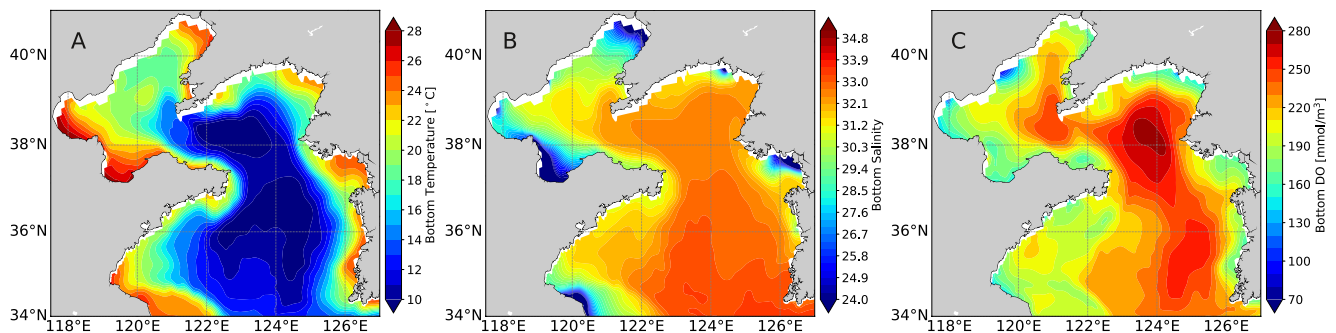 A
40°N
38°N
36°N
34°N
118°E 120°E 122°E 124°E 126°E
28
26
24
22
20
18
16
14
12
10
Bottom Temperature [°C]
B
40°N
38°N
36°N
34°N
118°E 120°E 122°E 124°E 126°E
34.8
33.9
33.0
32.1
31.2
30.2
29.3
28.5
27.6
26.7
25.8
24.9
24.0
Bottom Salinity
C
40°N
38°N
36°N
34°N
118°E 120°E 122°E 124°E 126°E
280
250
220
190
160
130
100
70
Bottom DO [mmol/m³]